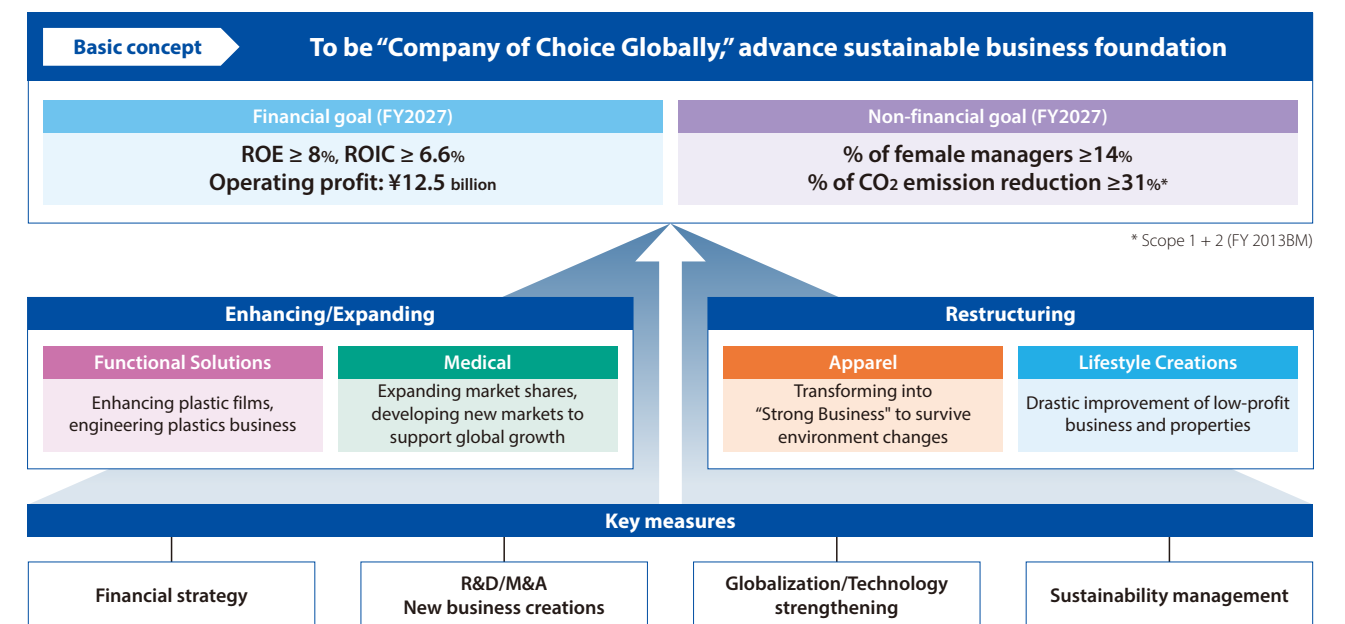 Basic concept
To be “Company of Choice Globally,” advance sustainable business foundation
Financial goal (FY2027)
ROE ≥ 8%, ROIC ≥ 6.6%
Operating profit: ¥12.5 billion
Non-financial goal (FY2027)
% of female managers ≥14%
% of CO2 emission reduction ≥31%*
* Scope 1 + 2 (FY 2013BM)
Enhancing/Expanding
Functional Solutions
Enhancing plastic films,
engineering plastics business
Medical
Expanding market shares,
developing new markets to
support global growth
Restructuring
Apparel
Transforming into
“Strong Business" to survive
environment changes
Lifestyle Creations
Drastic improvement of low-profit
business and properties
Key measures
Financial strategy
R&D/M&A
New business creations
Globalization/Technology
strengthening
Sustainability management